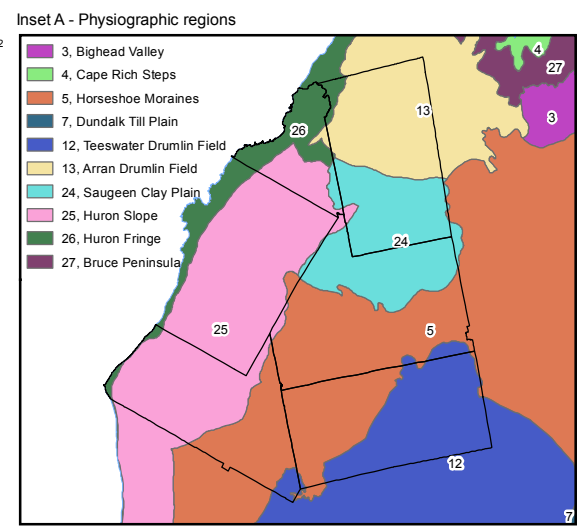 Inset A - Physiographic regions
2
3, Bighead Valley
4, Cape Rich Steps
5, Horseshoe Moraines
7, Dundalk Till Plain
12, Teeswater Drumlin Field
13, Arran Drumlin Field
24, Saugeen Clay Plain
25, Huron Slope
26, Huron Fringe
27, Bruce Peninsula
4
27
13
3
26
24
25
5
12
7